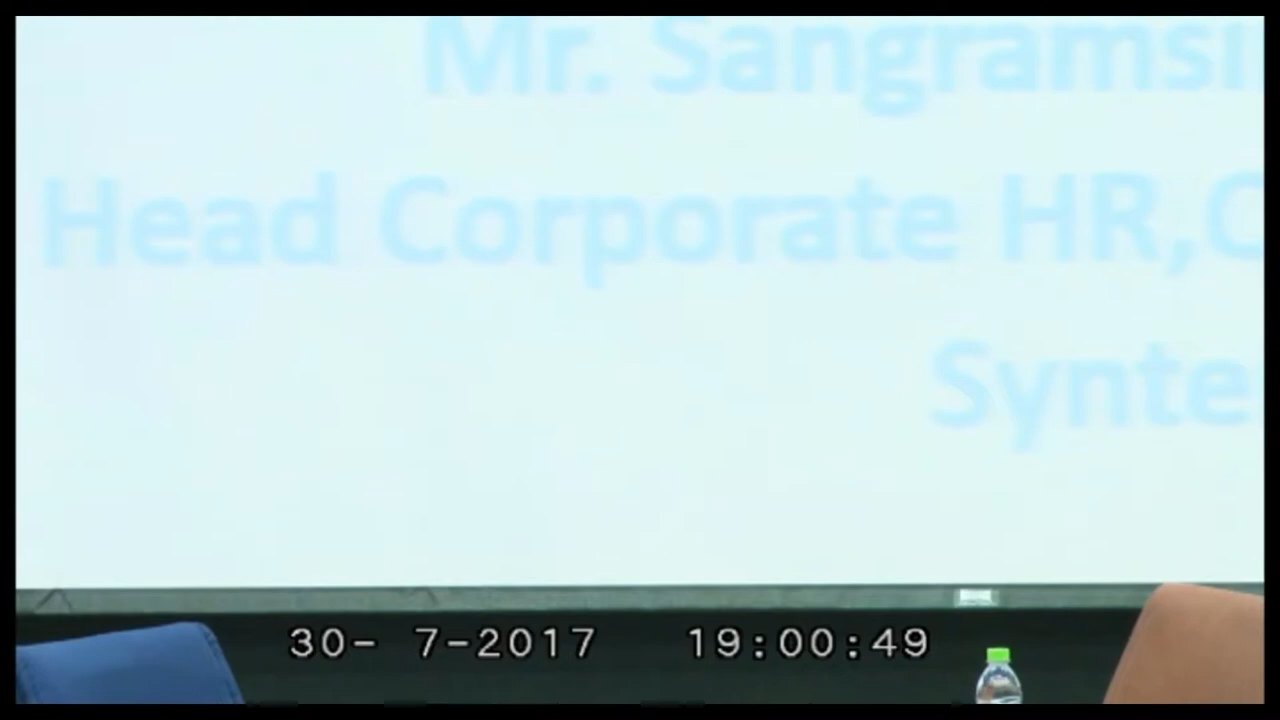 Mr. Sangramsi
Head Corporate HR,C
Synte
30- 7-2017 19:00:49